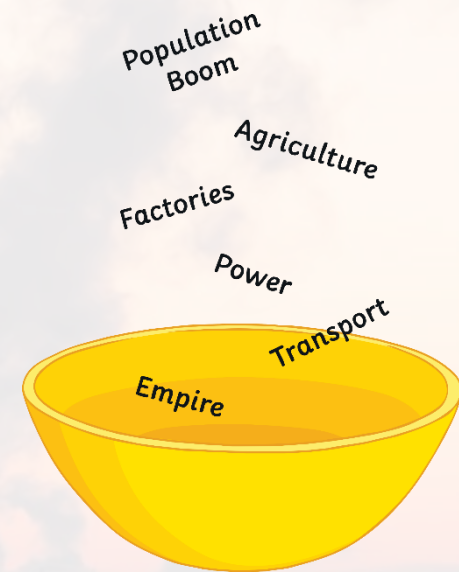 Population
Boom
Agriculture
Factories
Power
Transport
Empire